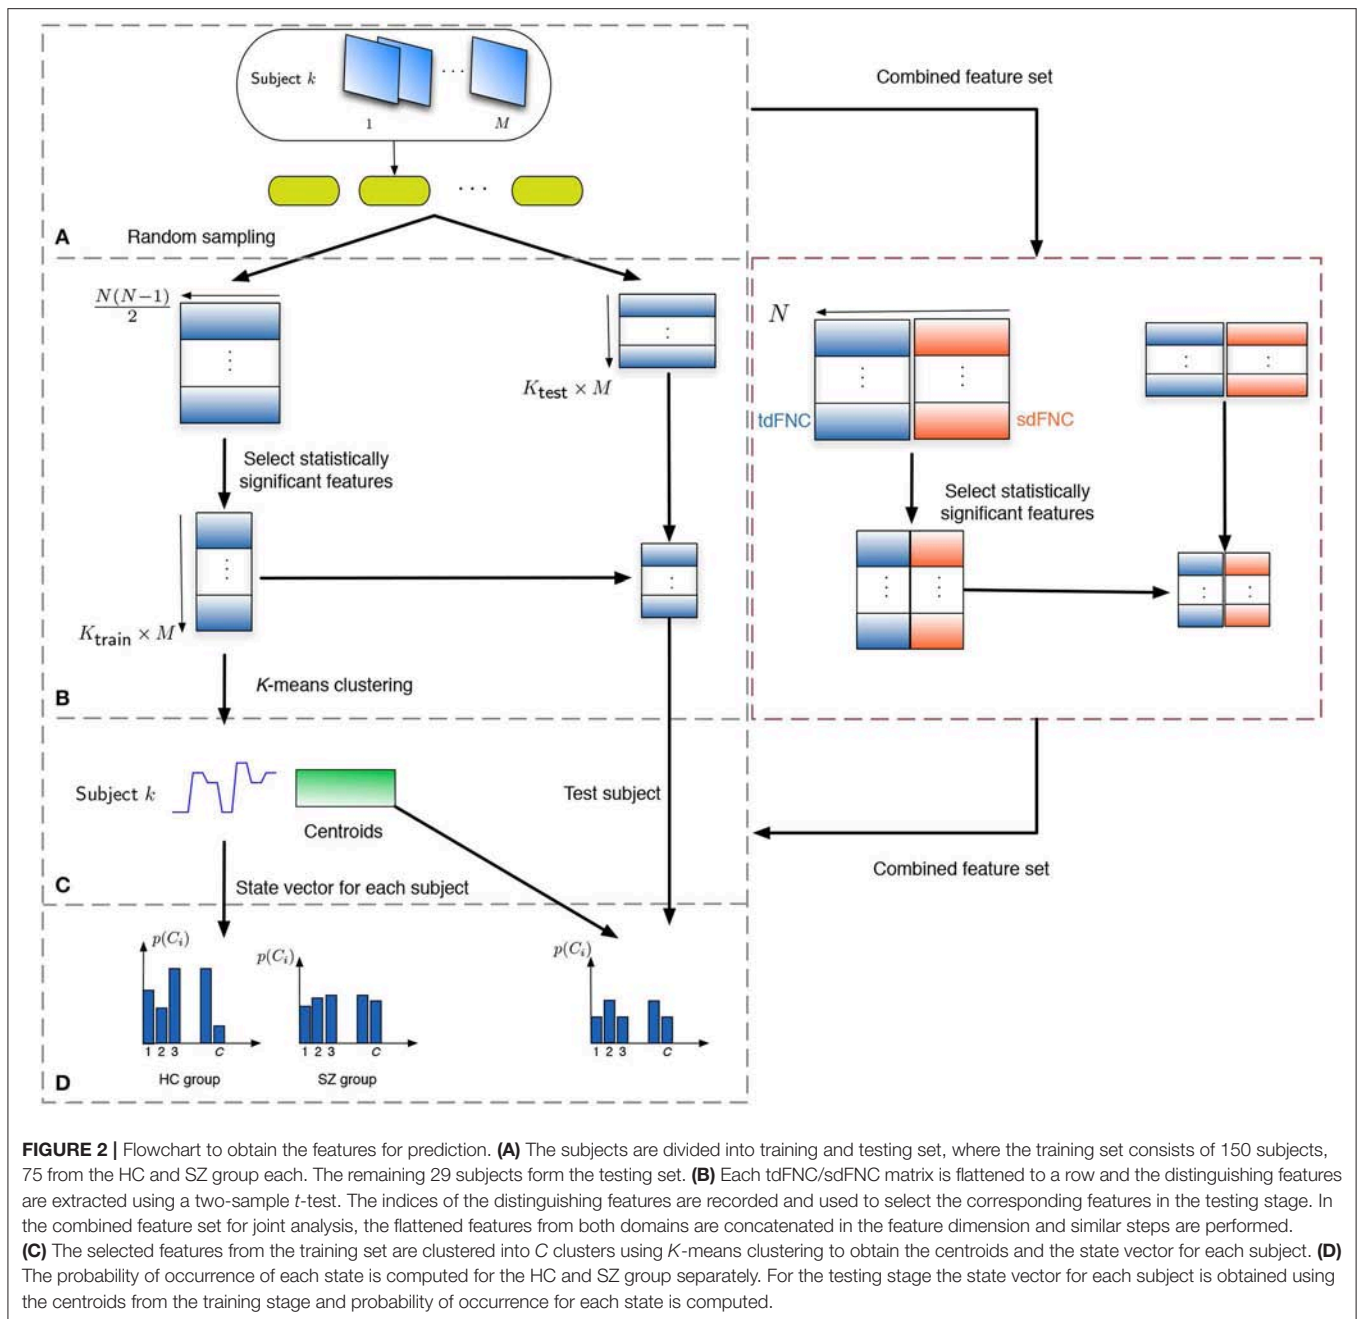 Subject k
1
· · ·
M
· · ·
Combined feature set
A
Random sampling
N(N−1)
2
K_test × M
N
tdFNC
sdFNC
Select statistically
significant features
Select statistically
significant features
K_train × M
K-means clustering
B
Subject k
Centroids
Test subject
Combined feature set
C
State vector for each subject
p(C_i)
p(C_i)
p(C_i)
1 2 3 C
1 2 3 C
1 2 3 C
HC group
SZ group
D
FIGURE 2 | Flowchart to obtain the features for prediction. (A) The subjects are divided into training and testing set, where the training set consists of 150 subjects,
75 from the HC and SZ group each. The remaining 29 subjects form the testing set. (B) Each tdFNC/sdFNC matrix is flattened to a row and the distinguishing features
are extracted using a two-sample t-test. The indices of the distinguishing features are recorded and used to select the corresponding features in the testing stage. In
the combined feature set for joint analysis, the flattened features from both domains are concatenated in the feature dimension and similar steps are performed.
(C) The selected features from the training set are clustered into C clusters using K-means clustering to obtain the centroids and the state vector for each subject. (D)
The probability of occurrence of each state is computed for the HC and SZ group separately. For the testing stage the state vector for each subject is obtained using
the centroids from the training stage and probability of occurrence for each state is computed.